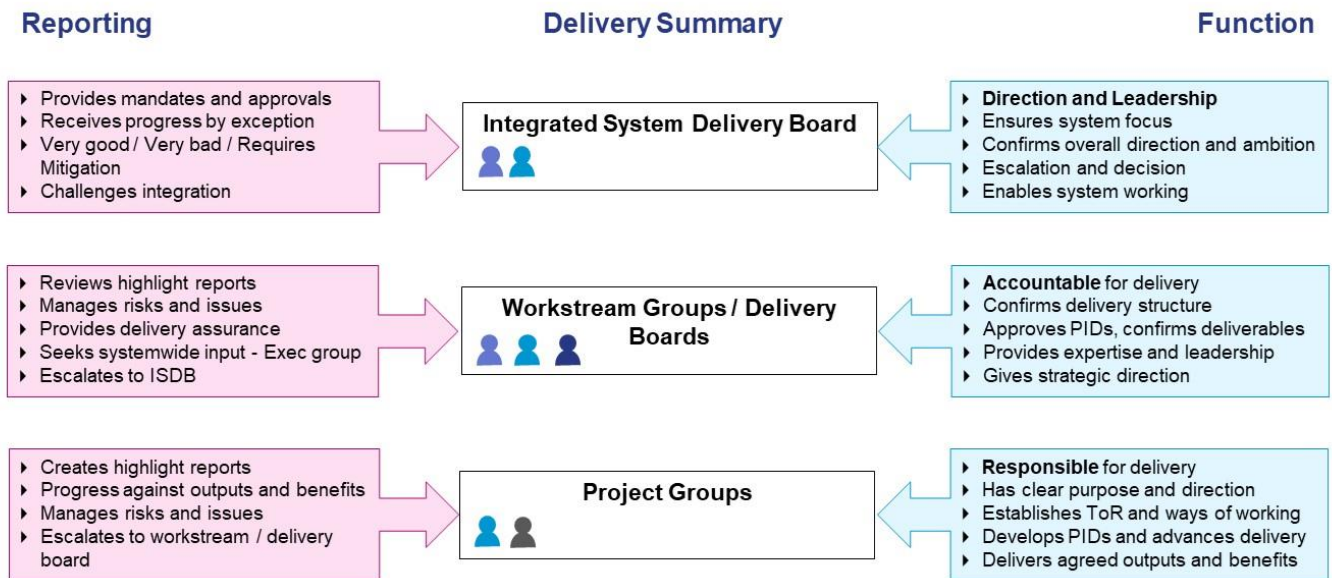 Reporting
Delivery Summary
Function
Provides mandates and approvals
Receives progress by exception
Very good / Very bad / Requires
Mitigation
Challenges integration
Integrated System Delivery Board
Direction and Leadership
Ensures system focus
Confirms overall direction and ambition
Escalation and decision
Enables system working
Reviews highlight reports
Manages risks and issues
Provides delivery assurance
Seeks systemwide input - Exec group
Escalates to ISDB
Workstream Groups / Delivery
Boards
Accountable for delivery
Confirms delivery structure
Approves PIDs, confirms deliverables
Provides expertise and leadership
Gives strategic direction
Creates highlight reports
Progress against outputs and benefits
Manages risks and issues
Escalates to workstream / delivery
board
Project Groups
Responsible for delivery
Has clear purpose and direction
Establishes ToR and ways of working
Develops PIDs and advances delivery
Delivers agreed outputs and benefits